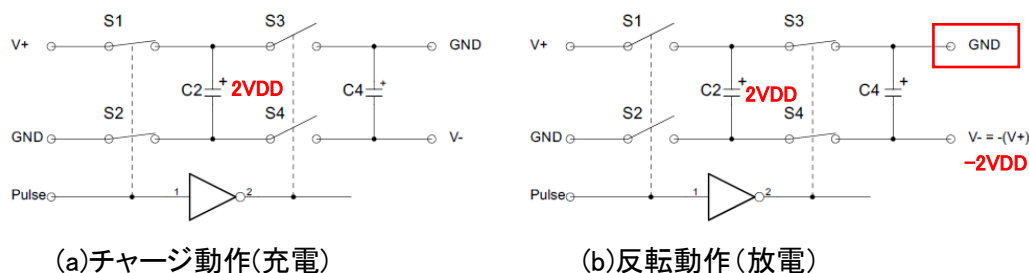 S1 S3
V+ GND
C2 + 2VDD C4 +
S2 S4
GND V-
Pulse 1 2
(a)チャージ動作(充電)
S1 S3
V+ GND
C2 + 2VDD C4 +
S2 S4
GND V- = -(V+)
-2VDD
Pulse 1 2
(b)反転動作(放電)